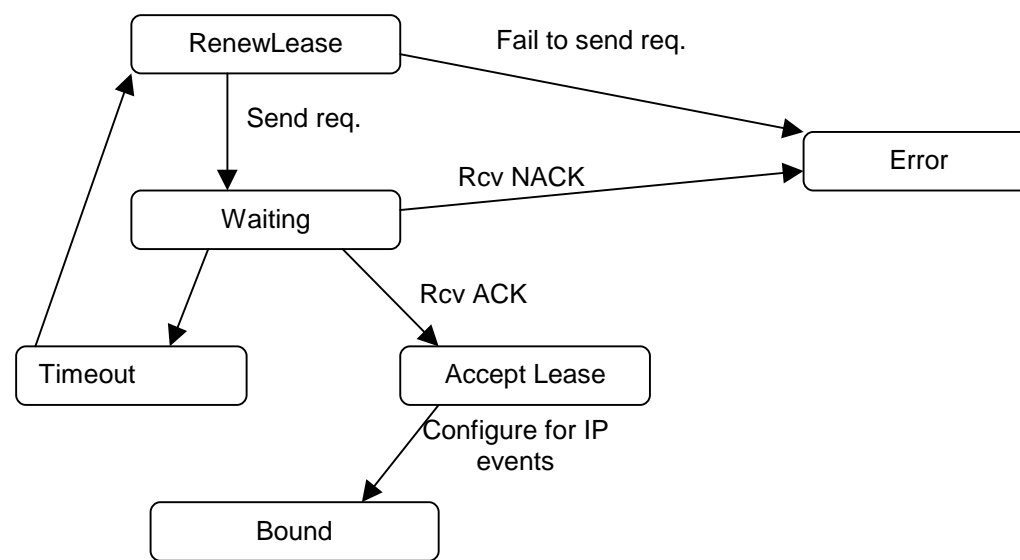 RenewLease
Fail to send req.
Send req.
Error
Rcv NACK
Waiting
Rcv ACK
Timeout
Accept Lease
Configure for IP
events
Bound